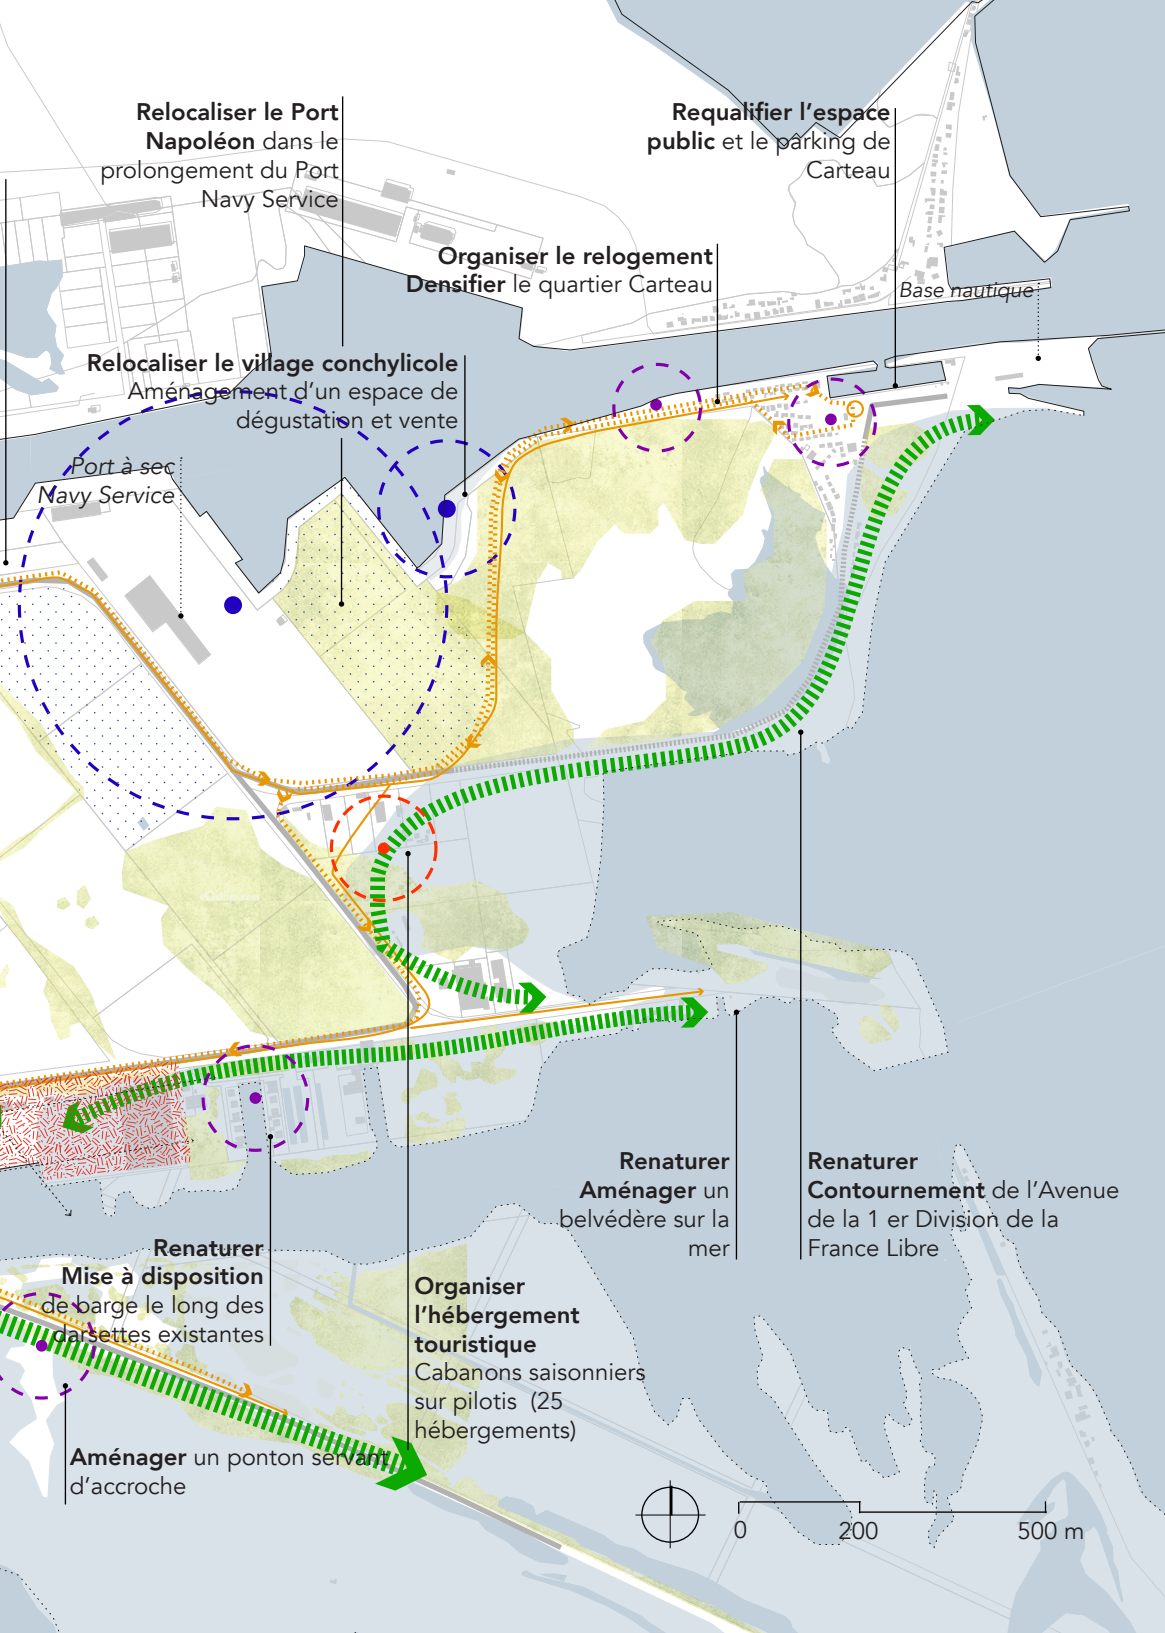 Relocaliser le Port
Napoléon dans le
prolongement du Port
Navy Service
Requalifier l'espace
public et le parking de
Carteau
Organiser le relogement
Densifier le quartier Carteau
Base nautique
Relocaliser le village conchylicole
Aménagement d'un espace de
dégustation et vente
Port à sec
Navy Service
Renaturer
Aménager un
belvédère sur la
mer
Renaturer
Contournement de l'Avenue
de la 1 er Division de la
France Libre
Renaturer
Mise à disposition
de barge le long des
darsettes existantes
Organiser
l'hébergement
touristique
Cabanons saisonniers
sur pilotis (25
hébergements)
Aménager un ponton servant
d'accroche
0 200 500 m